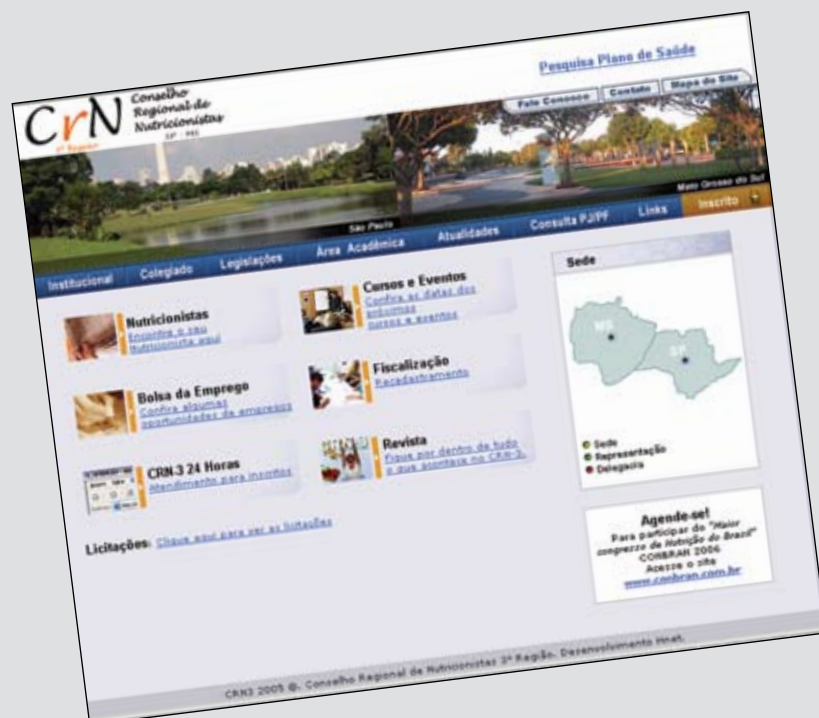 Pesquisa Plano de Saúde
CrN
Conselho
Regional de
Nutricionistas
SP - MS
3ª Região
Fale Conosco
Contato
Mapa do Site
São Paulo
Mato Grosso do Sul
Institucional
Colegiado
Legislações
Área Acadêmica
Atualidades
Consulta PJ/PF
Links
Inscrito
Nutricionistas
Encontre o seu
Nutricionista aqui
Cursos e Eventos
Confira as datas dos
próximos
cursos e eventos
Bolsa da Emprego
Confira algumas
oportunidades de empregos
Fiscalização
Recadastramento
CRN-3 24 Horas
Atendimento para inscritos
Revista
Fique por dentro de tudo
o que acontece no CRN-3.
Licitações: Clique aqui para ver as licitações
Sede
MS
SP
Sede
Representação
Delegacia
Agende-se!
Para participar do "Maior
congresso de Nutrição do Brasil"
CONBRAN 2006
Acesse o site
www.conbran.com.br
CRN3 2005 @. Conselho Regional de Nutricionistas 3ª Região. Desenvolvimento Hnet.